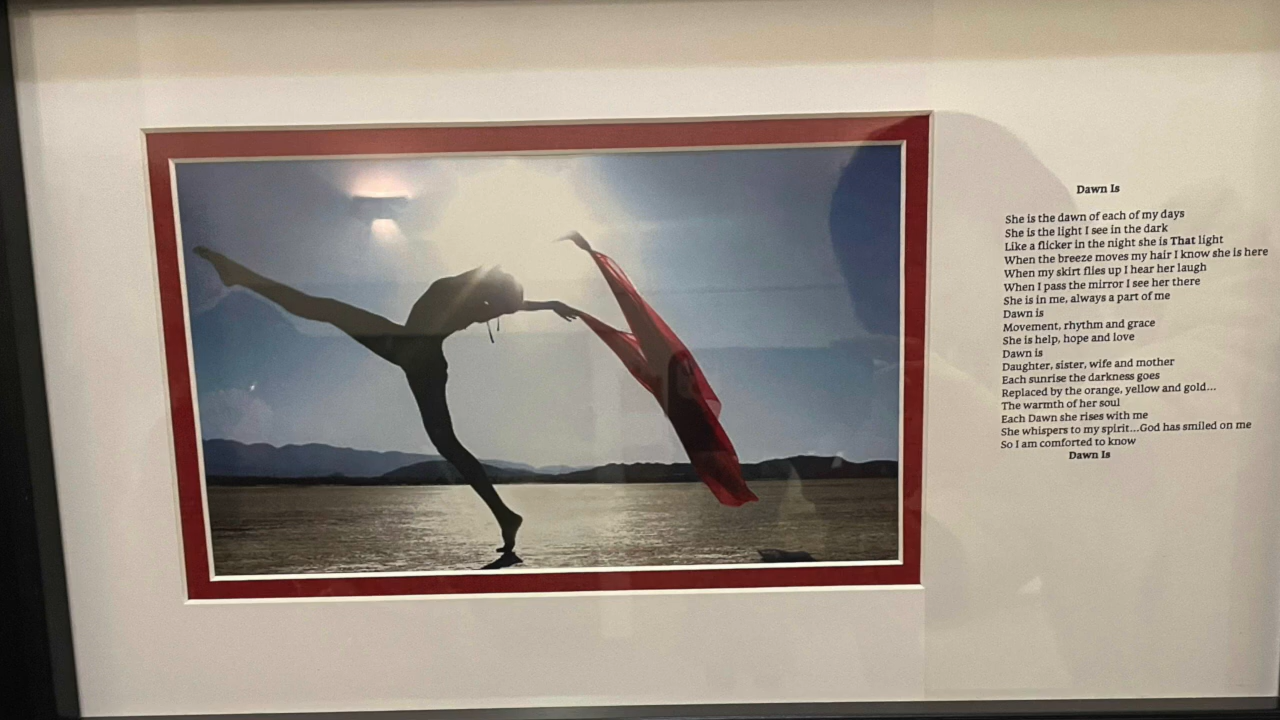 Dawn Is
She is the dawn of each of my days
She is the light I see in the dark
Like a flicker in the night she is That light
When the breeze moves my hair I know she is here
When my skirt flies up I hear her laugh
When I pass the mirror I see her there
She is in me, always a part of me
Dawn is
Movement, rhythm and grace
She is help, hope and love
Dawn is
Daughter, sister, wife and mother
Each sunrise the darkness goes
Replaced by the orange, yellow and gold...
The warmth of her soul
Each Dawn she rises with me
She whispers to my spirit...God has smiled on me
So I am comforted to know
Dawn Is